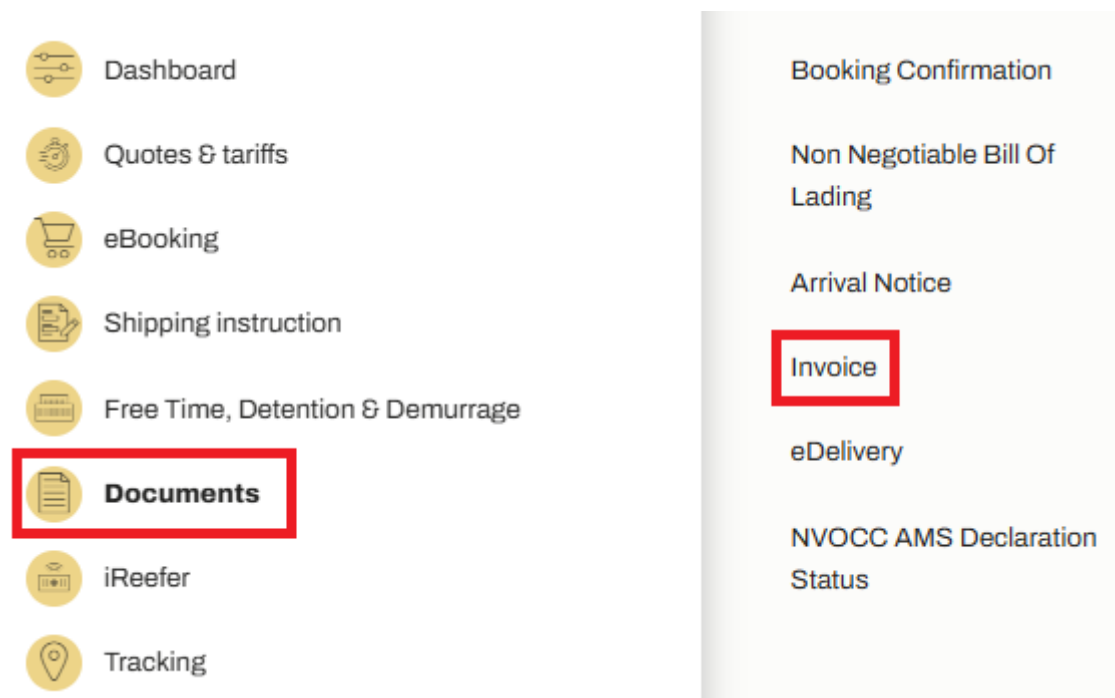 Dashboard
Quotes & tariffs
eBooking
Shipping instruction
Free Time, Detention & Demurrage
Documents
iReefer
Tracking
Booking Confirmation
Non Negotiable Bill Of
Lading
Arrival Notice
Invoice
eDelivery
NVOCC AMS Declaration
Status